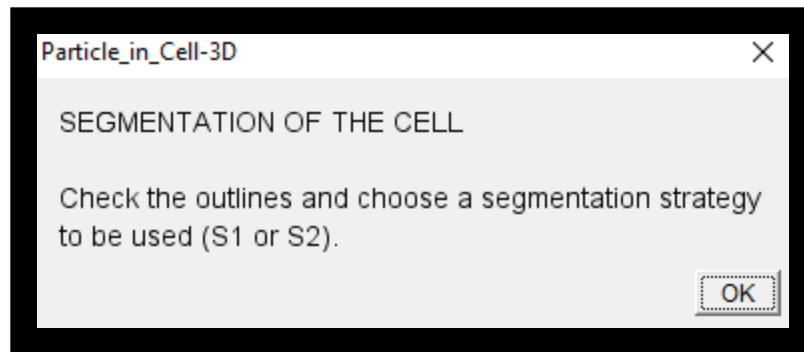 Particle_in_Cell-3D
SEGMENTATION OF THE CELL
Check the outlines and choose a segmentation strategy
to be used (S1 or S2).
OK